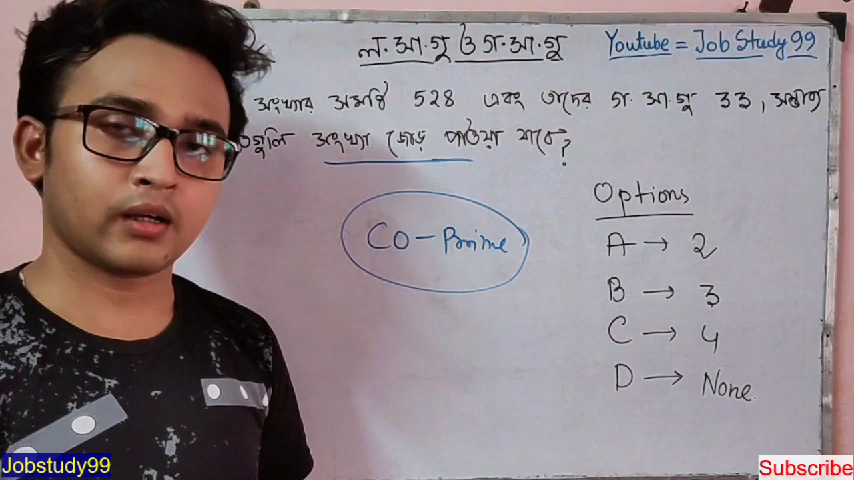 ল.সা.গু ও গ.সা.গু
Youtube = Job Study 99
সংখ্যার সমষ্টি 528 এবং তাদের গ.সা.গু 33, সম্ভাব্য
গুলি সংখ্যা জোড় পাওয়া যাবে?
Co-Prime
Options
A → 2
B → 3
C → 4
D → None
Jobstudy99
Subscribe